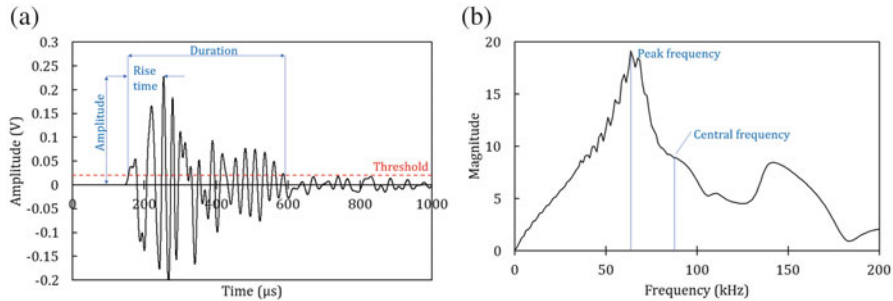 (a)
Amplitude (V)
0.3
0.25
0.2
0.15
0.1
0.05
0
-0.05
-0.1
-0.15
-0.2
Duration
Rise
time
Amplitude
Threshold
0
200
400
600
800
1000
Time (μs)
(b)
Magnitude
20
15
10
5
0
Peak frequency
Central frequency
0
50
100
150
200
Frequency (kHz)